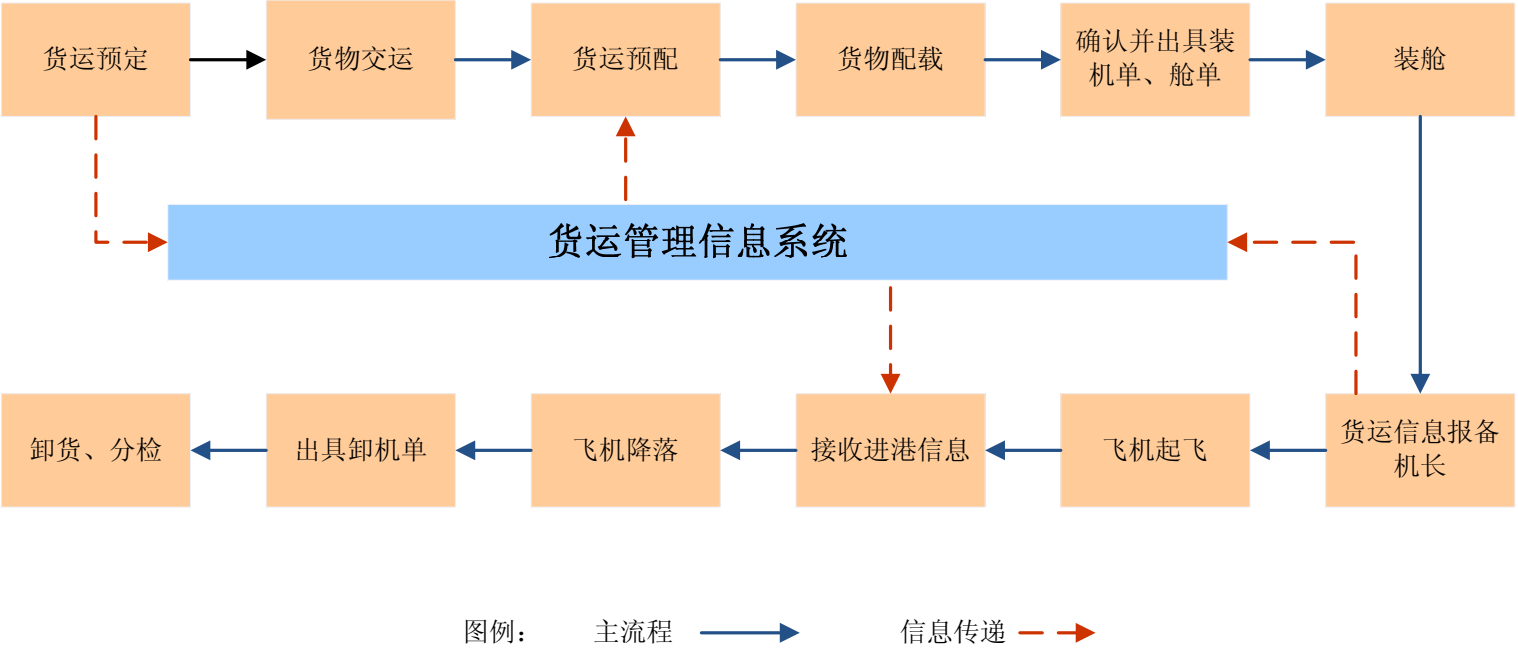 货运预定
货物交运
货运预配
货物配载
确认并出具装
机单、舱单
装舱
货运管理信息系统
卸货、分检
出具卸机单
飞机降落
接收进港信息
飞机起飞
货运信息报备
机长
图例：
主流程
信息传递